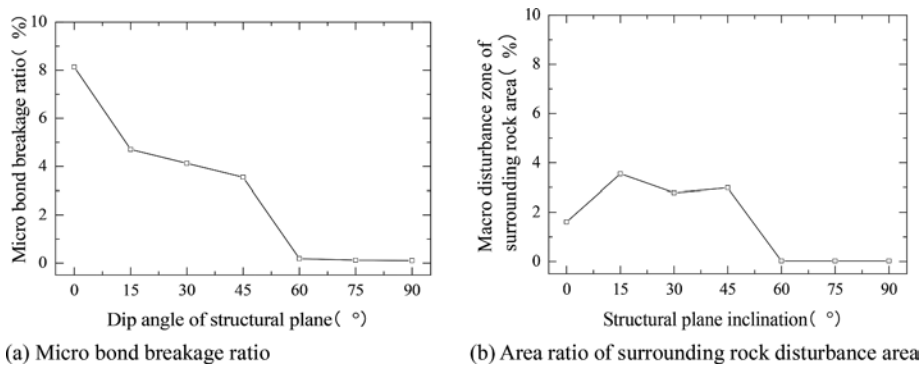 10
8
6
4
2
0
Micro bond breakage ratio( %)
0 15 30 45 60 75 90
Dip angle of structural plane( °)
(a) Micro bond breakage ratio
10
8
6
4
2
0
Macro disturbance zone of
surrounding rock area( %)
0 15 30 45 60 75 90
Structural plane inclination( °)
(b) Area ratio of surrounding rock disturbance area